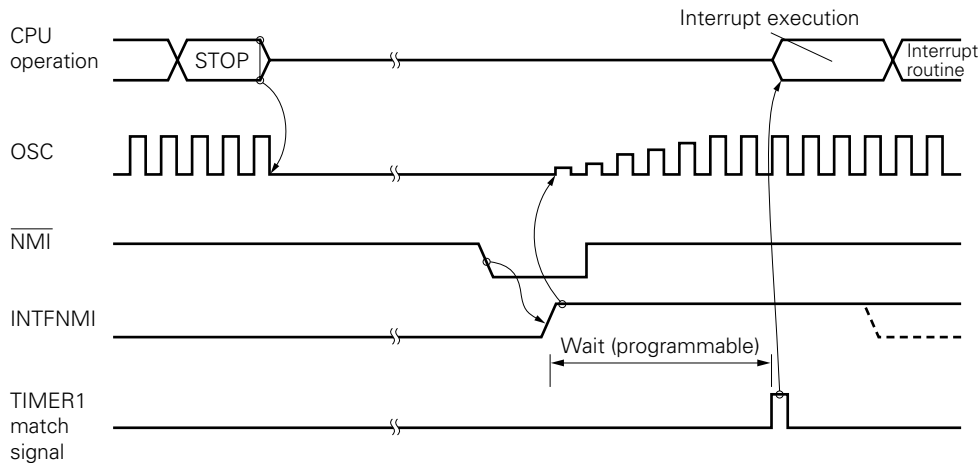 Interrupt execution
CPU
operation
STOP
Interrupt
routine
OSC
NMI
INTFNMI
Wait (programmable)
TIMER1
match
signal